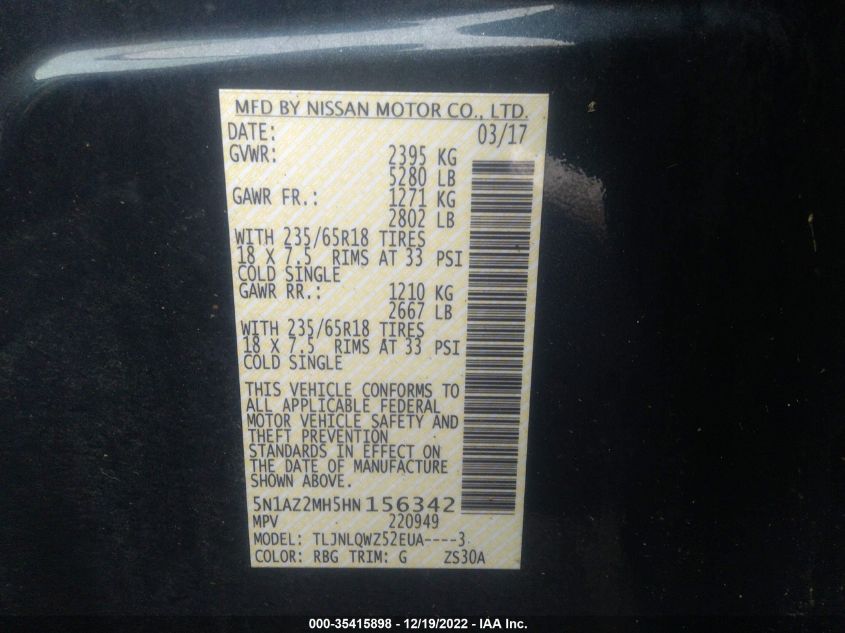 MFD BY NISSAN MOTOR CO., LTD.
DATE: 03/17
GVWR: 2395 KG
5280 LB
GAWR FR.: 1271 KG
2802 LB
WITH 235/65R18 TIRES
18 X 7.5 RIMS AT 33 PSI
COLD SINGLE
GAWR RR.: 1210 KG
2667 LB
WITH 235/65R18 TIRES
18 X 7.5 RIMS AT 33 PSI
COLD SINGLE
THIS VEHICLE CONFORMS TO
ALL APPLICABLE FEDERAL
MOTOR VEHICLE SAFETY AND
THEFT PREVENTION
STANDARDS IN EFFECT ON
THE DATE OF MANUFACTURE
SHOWN ABOVE.
5N1AZ2MH5HN156342
MPV 220949
MODEL: TLJNLQWZ52EUA----3
COLOR: RBG TRIM: G ZS30A
000-35415898 - 12/19/2022 - IAA Inc.